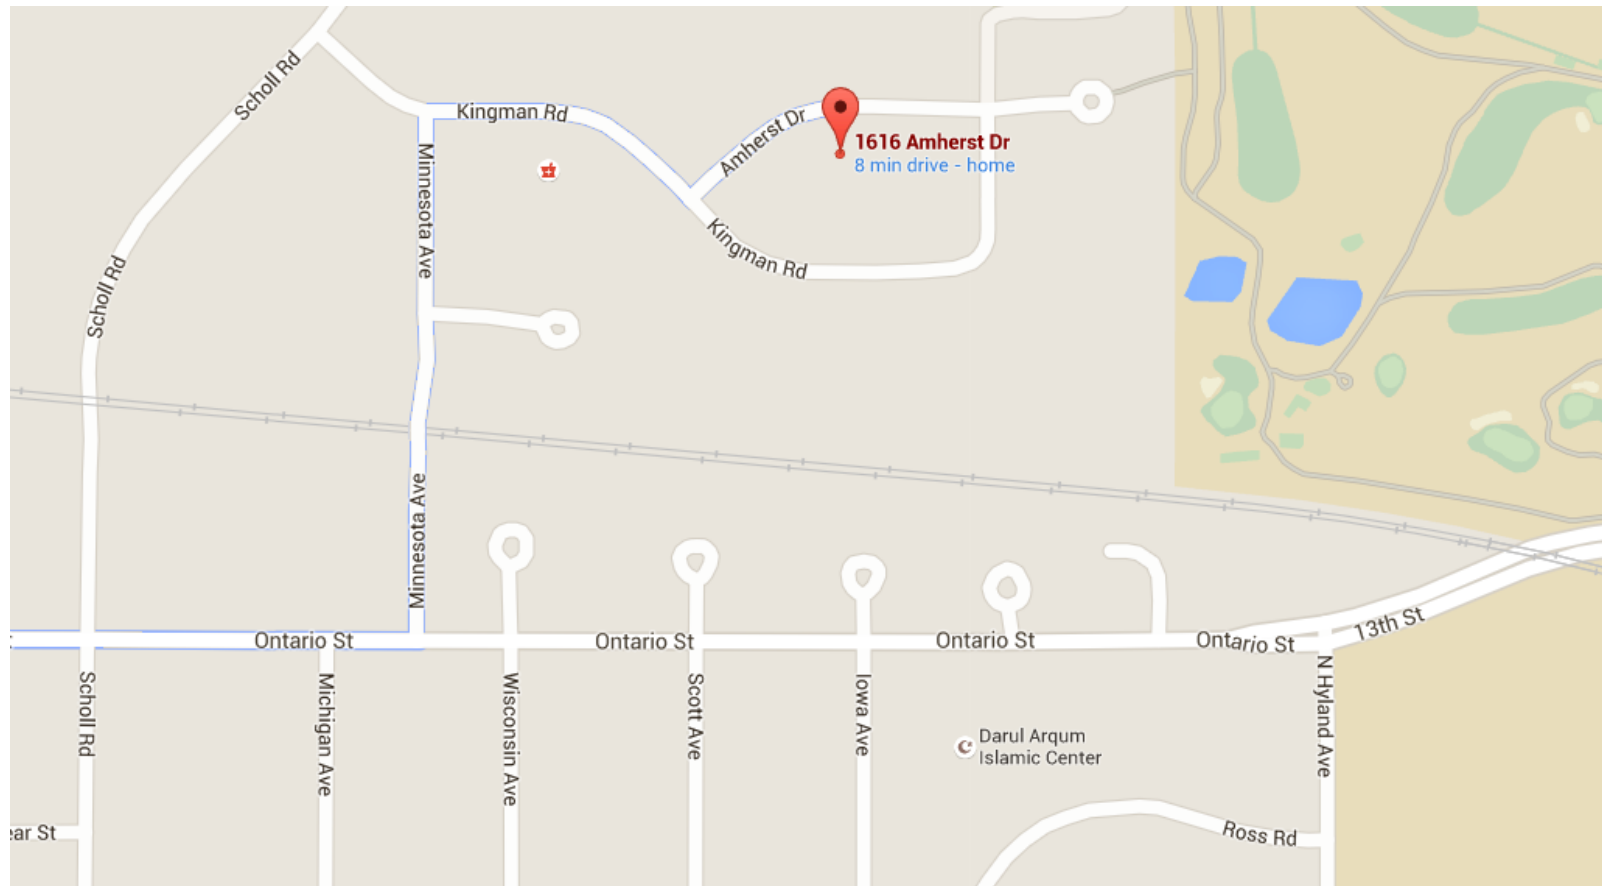 Scholl Rd
Kingman Rd
Amherst Dr
1616 Amherst Dr
8 min drive - home
Minnesota Ave
Kingman Rd
Scholl Rd
Minnesota Ave
Ontario St
Ontario St
Ontario St
Ontario St
13th St
Scholl Rd
Michigan Ave
Wisconsin Ave
Scott Ave
Iowa Ave
N Hyland Ave
Darul Arqum
Islamic Center
ear St
Ross Rd